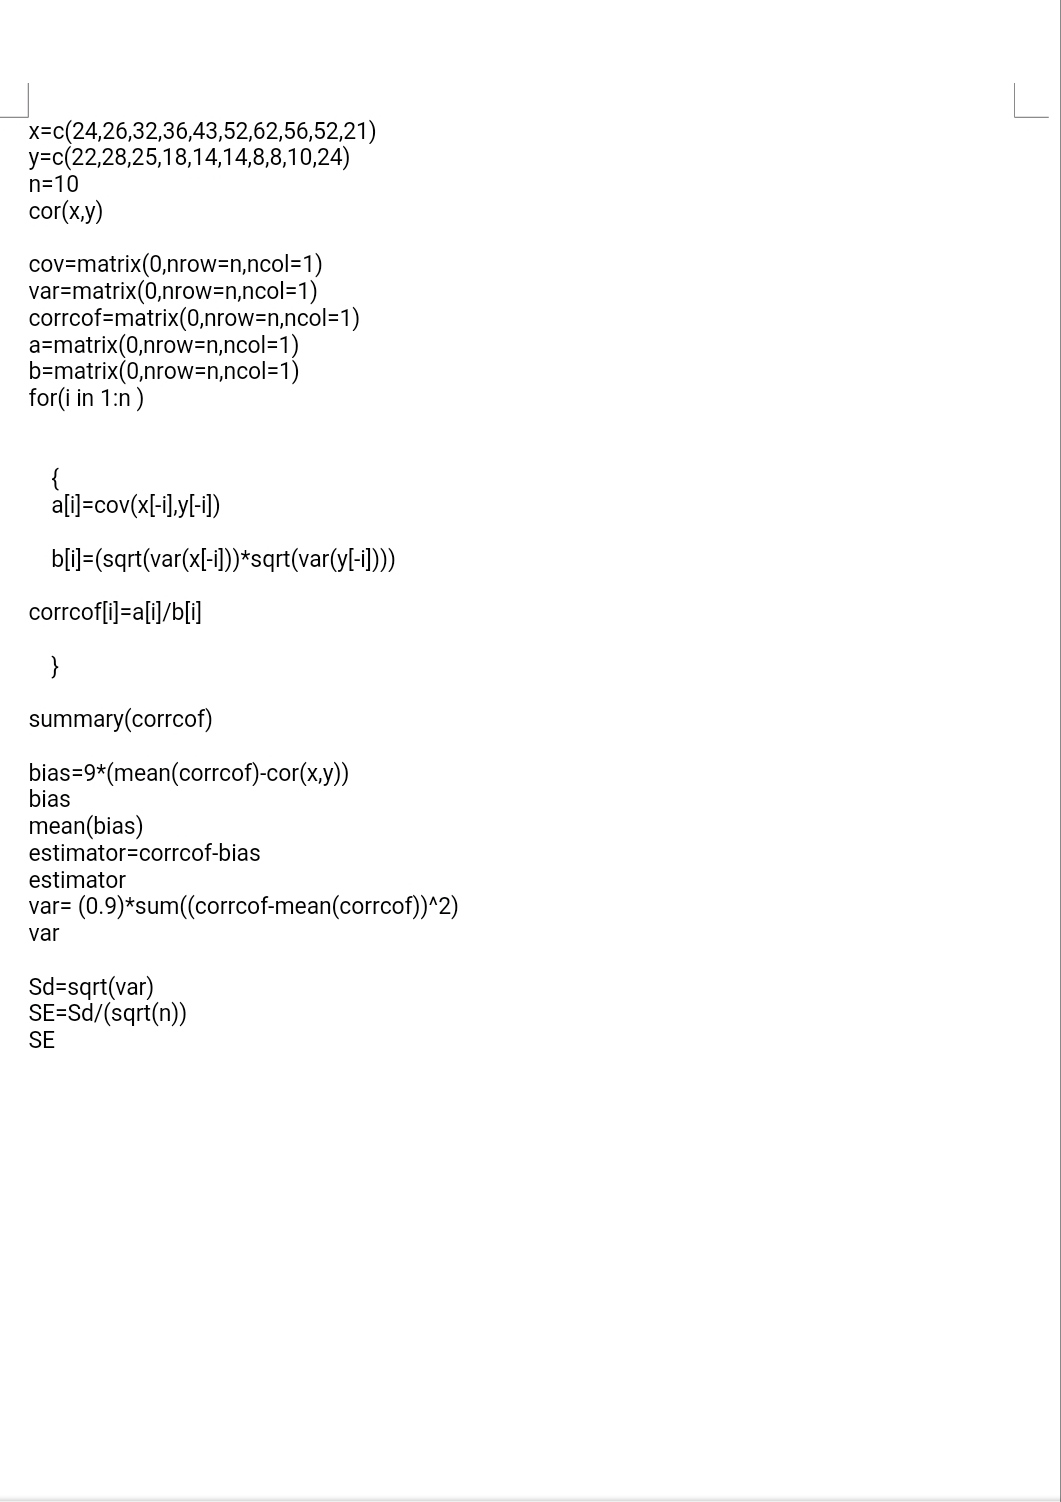 x=c(24,26,32,36,43,52,62,56,52,21)
y=c(22,28,25,18,14,14,8,8,10,24)
n=10
cor(x,y)
cov=matrix(0,nrow=n,ncol=1)
var=matrix(0,nrow=n,ncol=1)
corrcof=matrix(0,nrow=n,ncol=1)
a=matrix(0,nrow=n,ncol=1)
b=matrix(0,nrow=n,ncol=1)
for(i in 1:n )
{
a[i]=cov(x[-i],y[-i])
b[i]=(sqrt(var(x[-i]))*sqrt(var(y[-i])))
corrcof[i]=a[i]/b[i]
}
summary(corrcof)
bias=9*(mean(corrcof)-cor(x,y))
bias
mean(bias)
estimator=corrcof-bias
estimator
var= (0.9)*sum((corrcof-mean(corrcof))^2)
var
Sd=sqrt(var)
SE=Sd/(sqrt(n))
SE